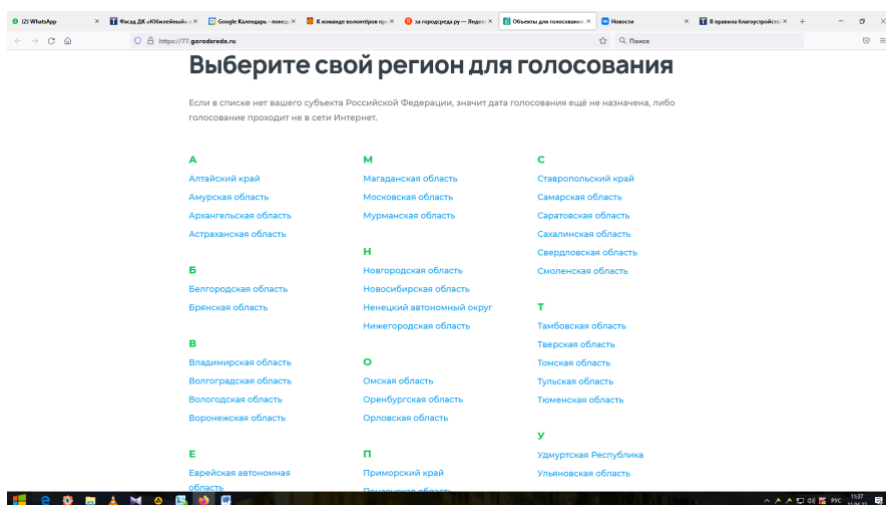 (2) WhatsApp
Фасад ДК «Юбилейный»
Google Календарь -
К команде волонтёров
за городсреда ру — Яндекс
Объекты для голосования
Новости
В правила благоустройст
https://77.gorodsreda.ru
Поиск
Выберите свой регион для голосования
Если в списке нет вашего субъекта Российской Федерации, значит дата голосования ещё не назначена, либо
голосование проходит не в сети Интернет.
А
Алтайский край
Амурская область
Архангельская область
Астраханская область
Б
Белгородская область
Брянская область
В
Владимирская область
Волгоградская область
Вологодская область
Воронежская область
Е
Еврейская автономная
область
М
Магаданская область
Московская область
Мурманская область
Н
Новгородская область
Новосибирская область
Ненецкий автономный округ
Нижегородская область
О
Омская область
Оренбургская область
Орловская область
П
Приморский край
Пензенская область
С
Ставропольский край
Самарская область
Саратовская область
Сахалинская область
Свердловская область
Смоленская область
Т
Тамбовская область
Тверская область
Томская область
Тульская область
Тюменская область
У
Удмуртская Республика
Ульяновская область
РУС
11:37